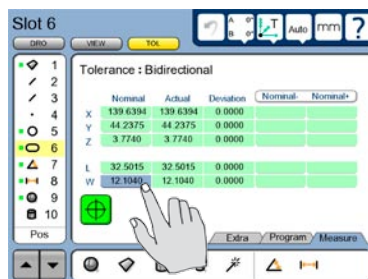 Slot 6
A 0°
B 0°
T
Auto
mm
?
DRO VIEW TOL
1
2
3
4
5
6
7
8
9
10
Pos
Tolerance : Bidirectional
Nominal Actual Deviation Nominal- Nominal+
X 139.6394 139.6394 0.0000
Y 44.2375 44.2375 0.0000
Z 3.7740 3.7740 0.0000
L 32.5015 32.5015 0.0000
W 12.1040 12.1040 0.0000
Extra Program Measure